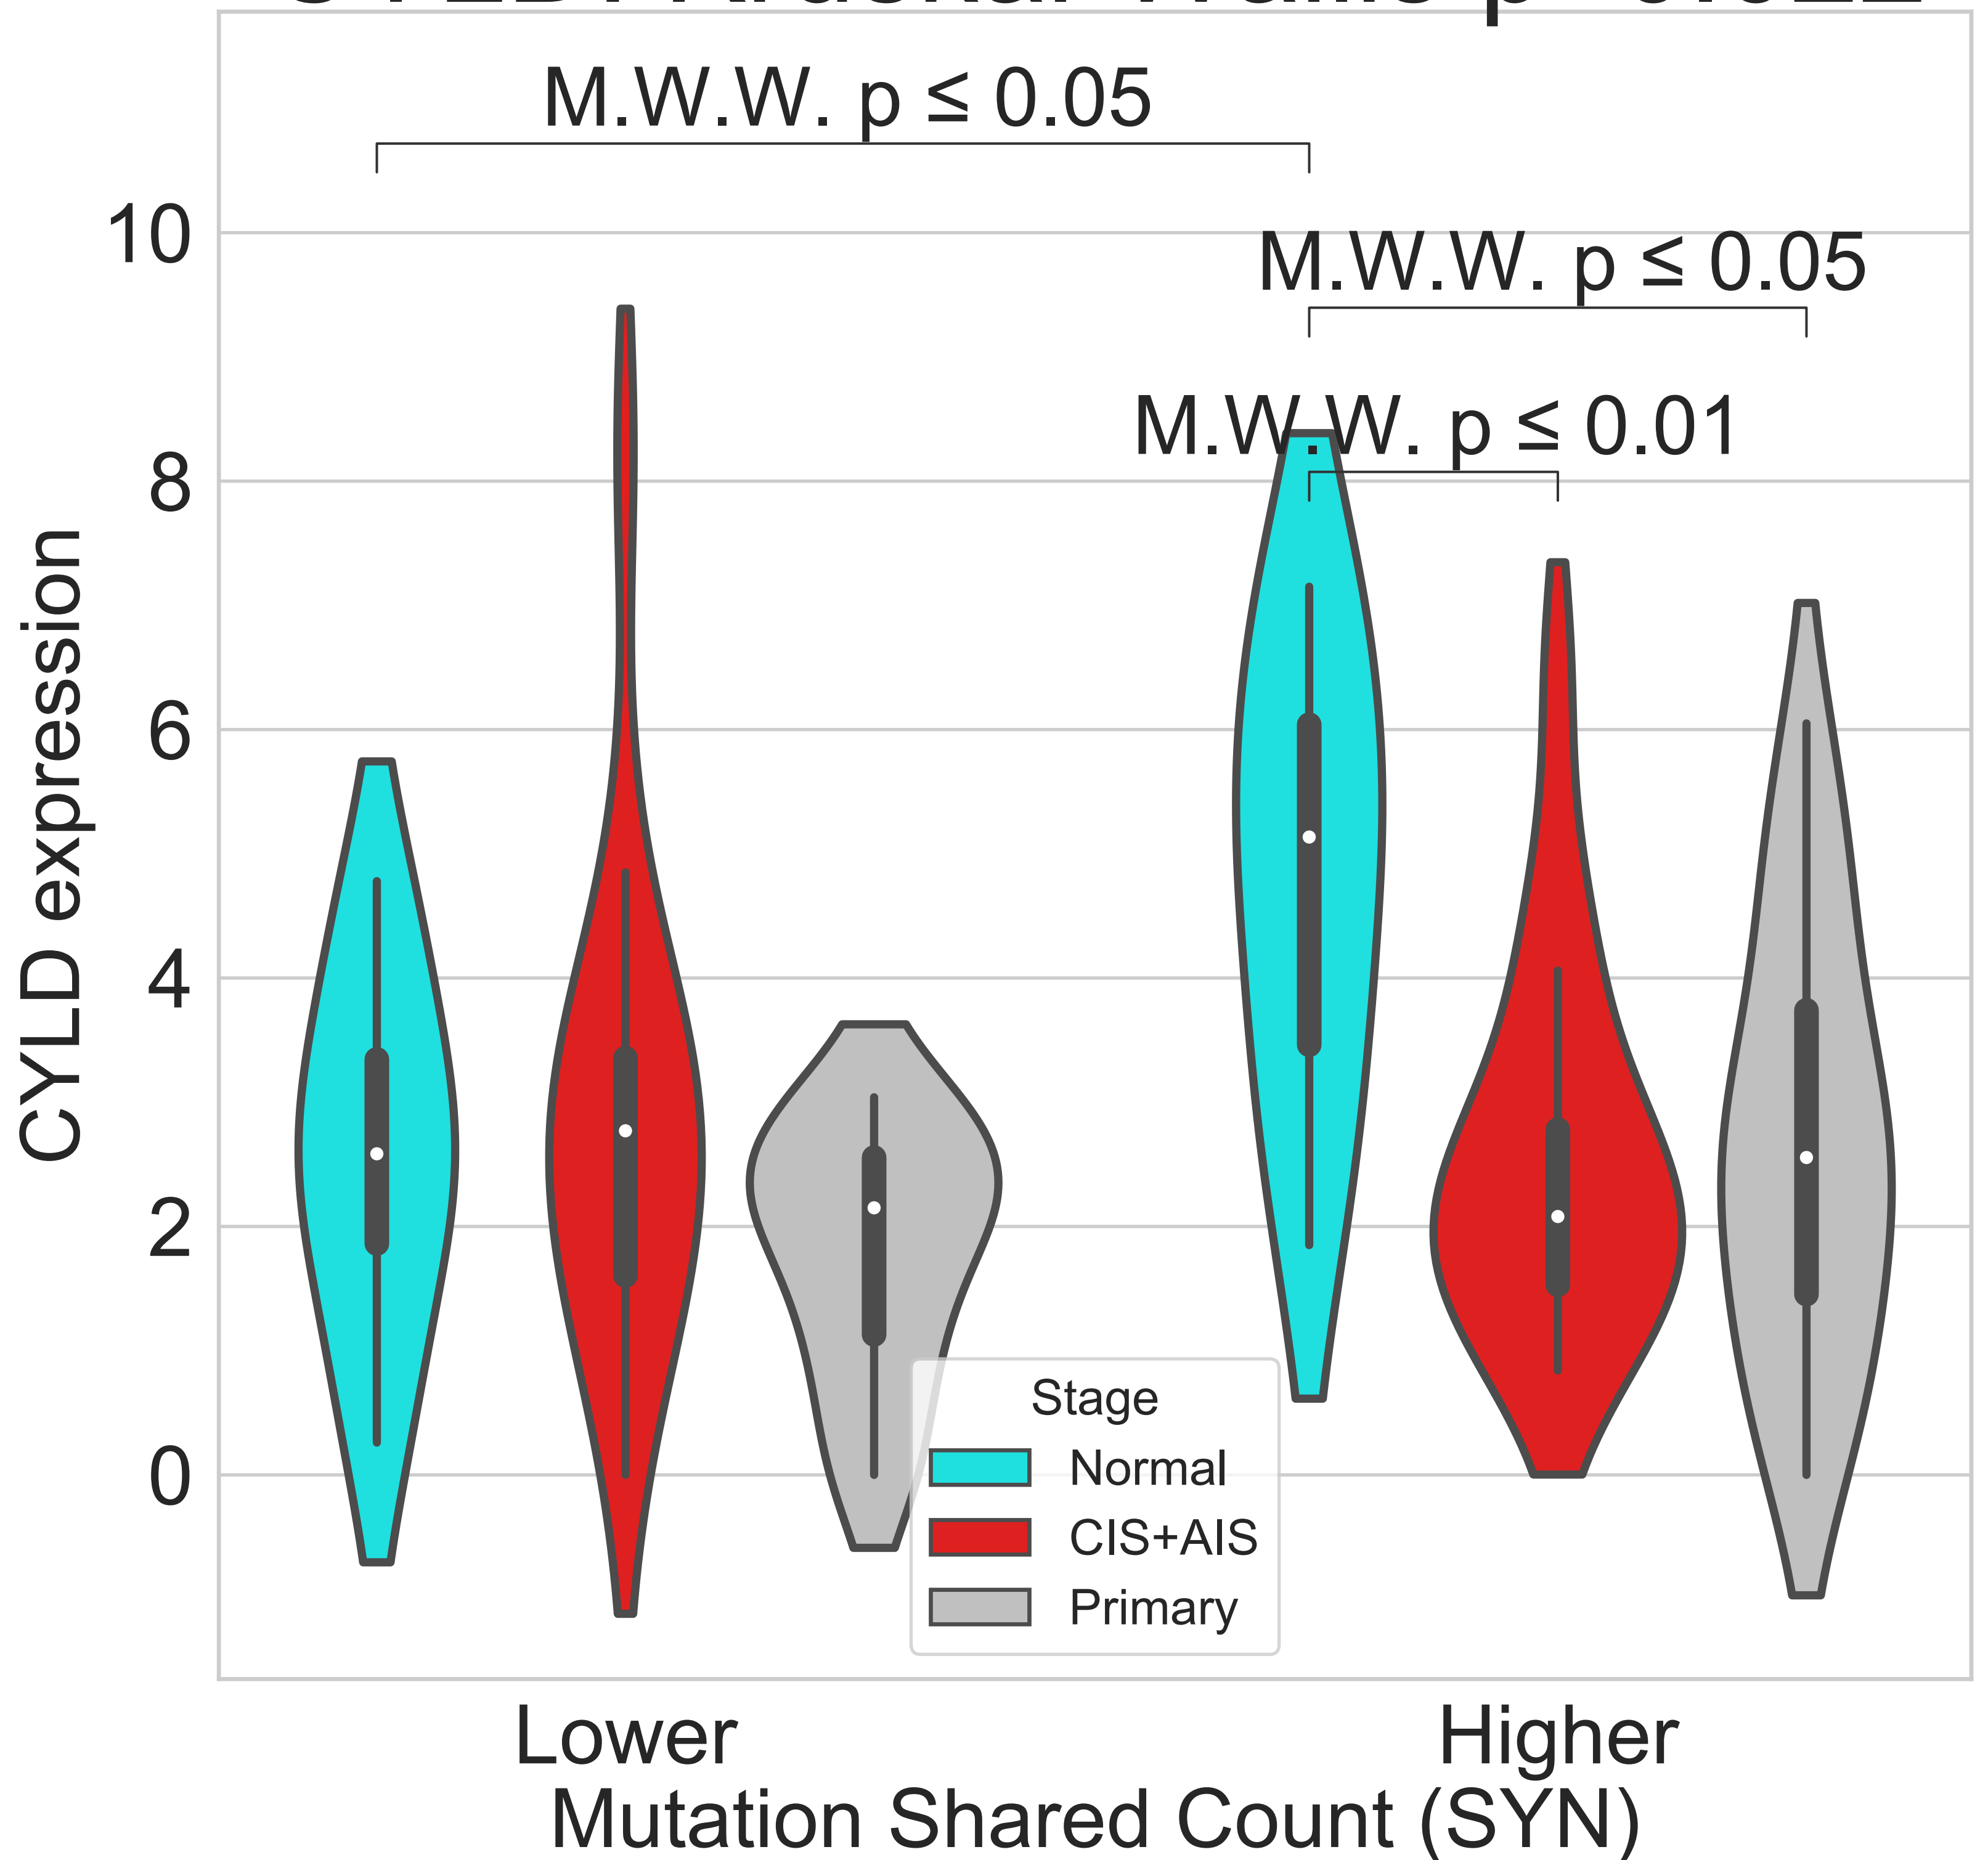 M.W.W. p ≤ 0.05
10
M.W.W. p ≤ 0.05
M.W.W. p ≤ 0.01
8
6
4
2
0
CYLD expression
Stage
Normal
CIS+AIS
Primary
Lower
Higher
Mutation Shared Count (SYN)